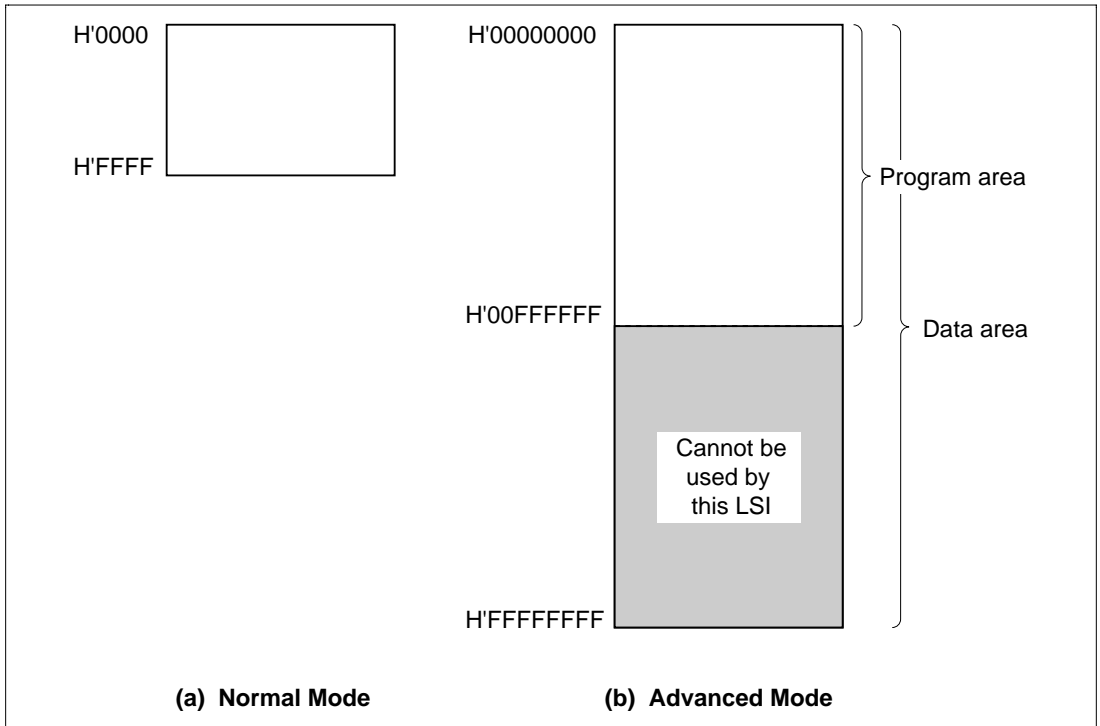 H'0000
H'FFFF
H'00000000
H'00FFFFFF
H'FFFFFFFF
Program area
Data area
Cannot be
used by
this LSI
(a) Normal Mode
(b) Advanced Mode